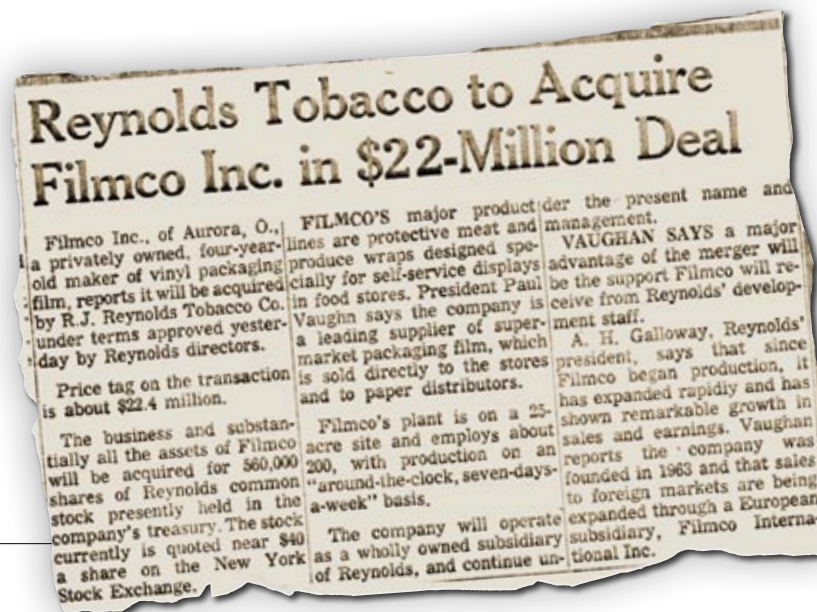 Reynolds Tobacco to Acquire
Filmco Inc. in $22-Million Deal
Filmco Inc., of Aurora, O.,
a privately owned, four-year-
old maker of vinyl packaging
film, reports it will be acquired
by R.J. Reynolds Tobacco Co.
under terms approved yester-
day by Reynolds directors.
Price tag on the transaction
is about $22.4 million.
The business and substan-
tially all the assets of Filmco
will be acquired for 560,000
shares of Reynolds common
stock presently held in the
company's treasury. The stock
currently is quoted near $40
a share on the New York
Stock Exchange.
FILMCO'S major product
lines are protective meat and
produce wraps designed spe-
cially for self-service displays
in food stores. President Paul
Vaughn says the company is
a leading supplier of super-
market packaging film, which
is sold directly to the stores
and to paper distributors.
Filmco's plant is on a 25-
acre site and employs about
200, with production on an
"around-the-clock, seven-days-
a-week" basis.
The company will operate
as a wholly owned subsidiary
of Reynolds, and continue un-
der the present name and
management.
VAUGHAN SAYS a major
advantage of the merger will
be the support Filmco will re-
ceive from Reynolds' develop-
ment staff.
A. H. Galloway, Reynolds'
president, says that since
Filmco began production, it
has expanded rapidly and has
shown remarkable growth in
sales and earnings. Vaughan
reports the company was
founded in 1963 and that sales
to foreign markets are being
expanded through a European
subsidiary, Filmco Interna-
tional Inc.